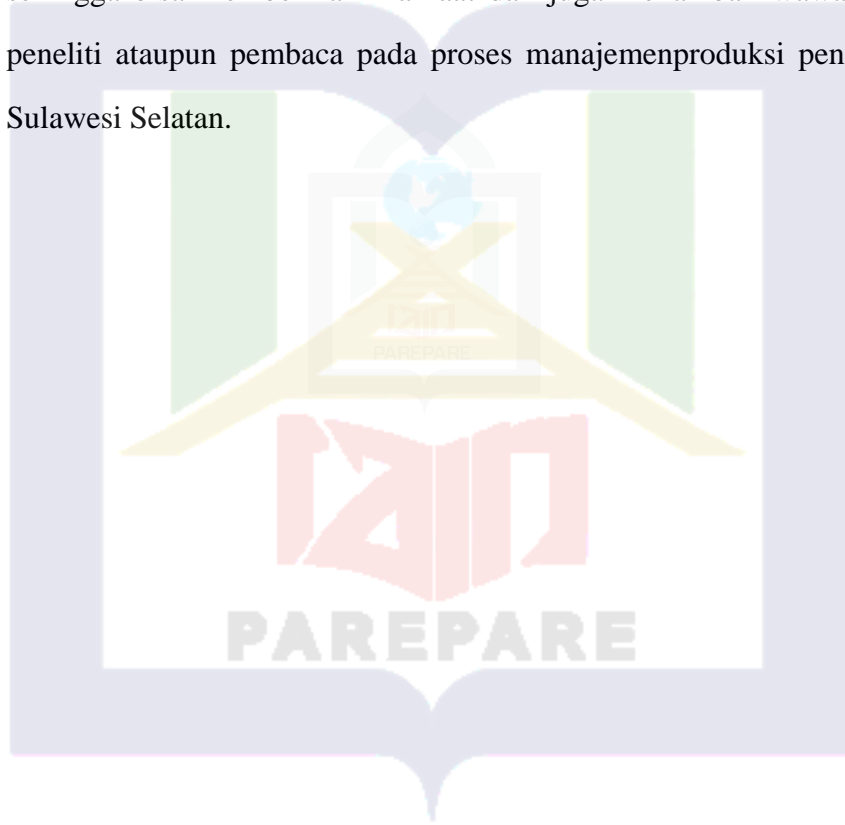 peneliti ataupun pembaca pada proses manajemenproduksi pen
Sulawesi Selatan.
PAREPARE
PAREPARE